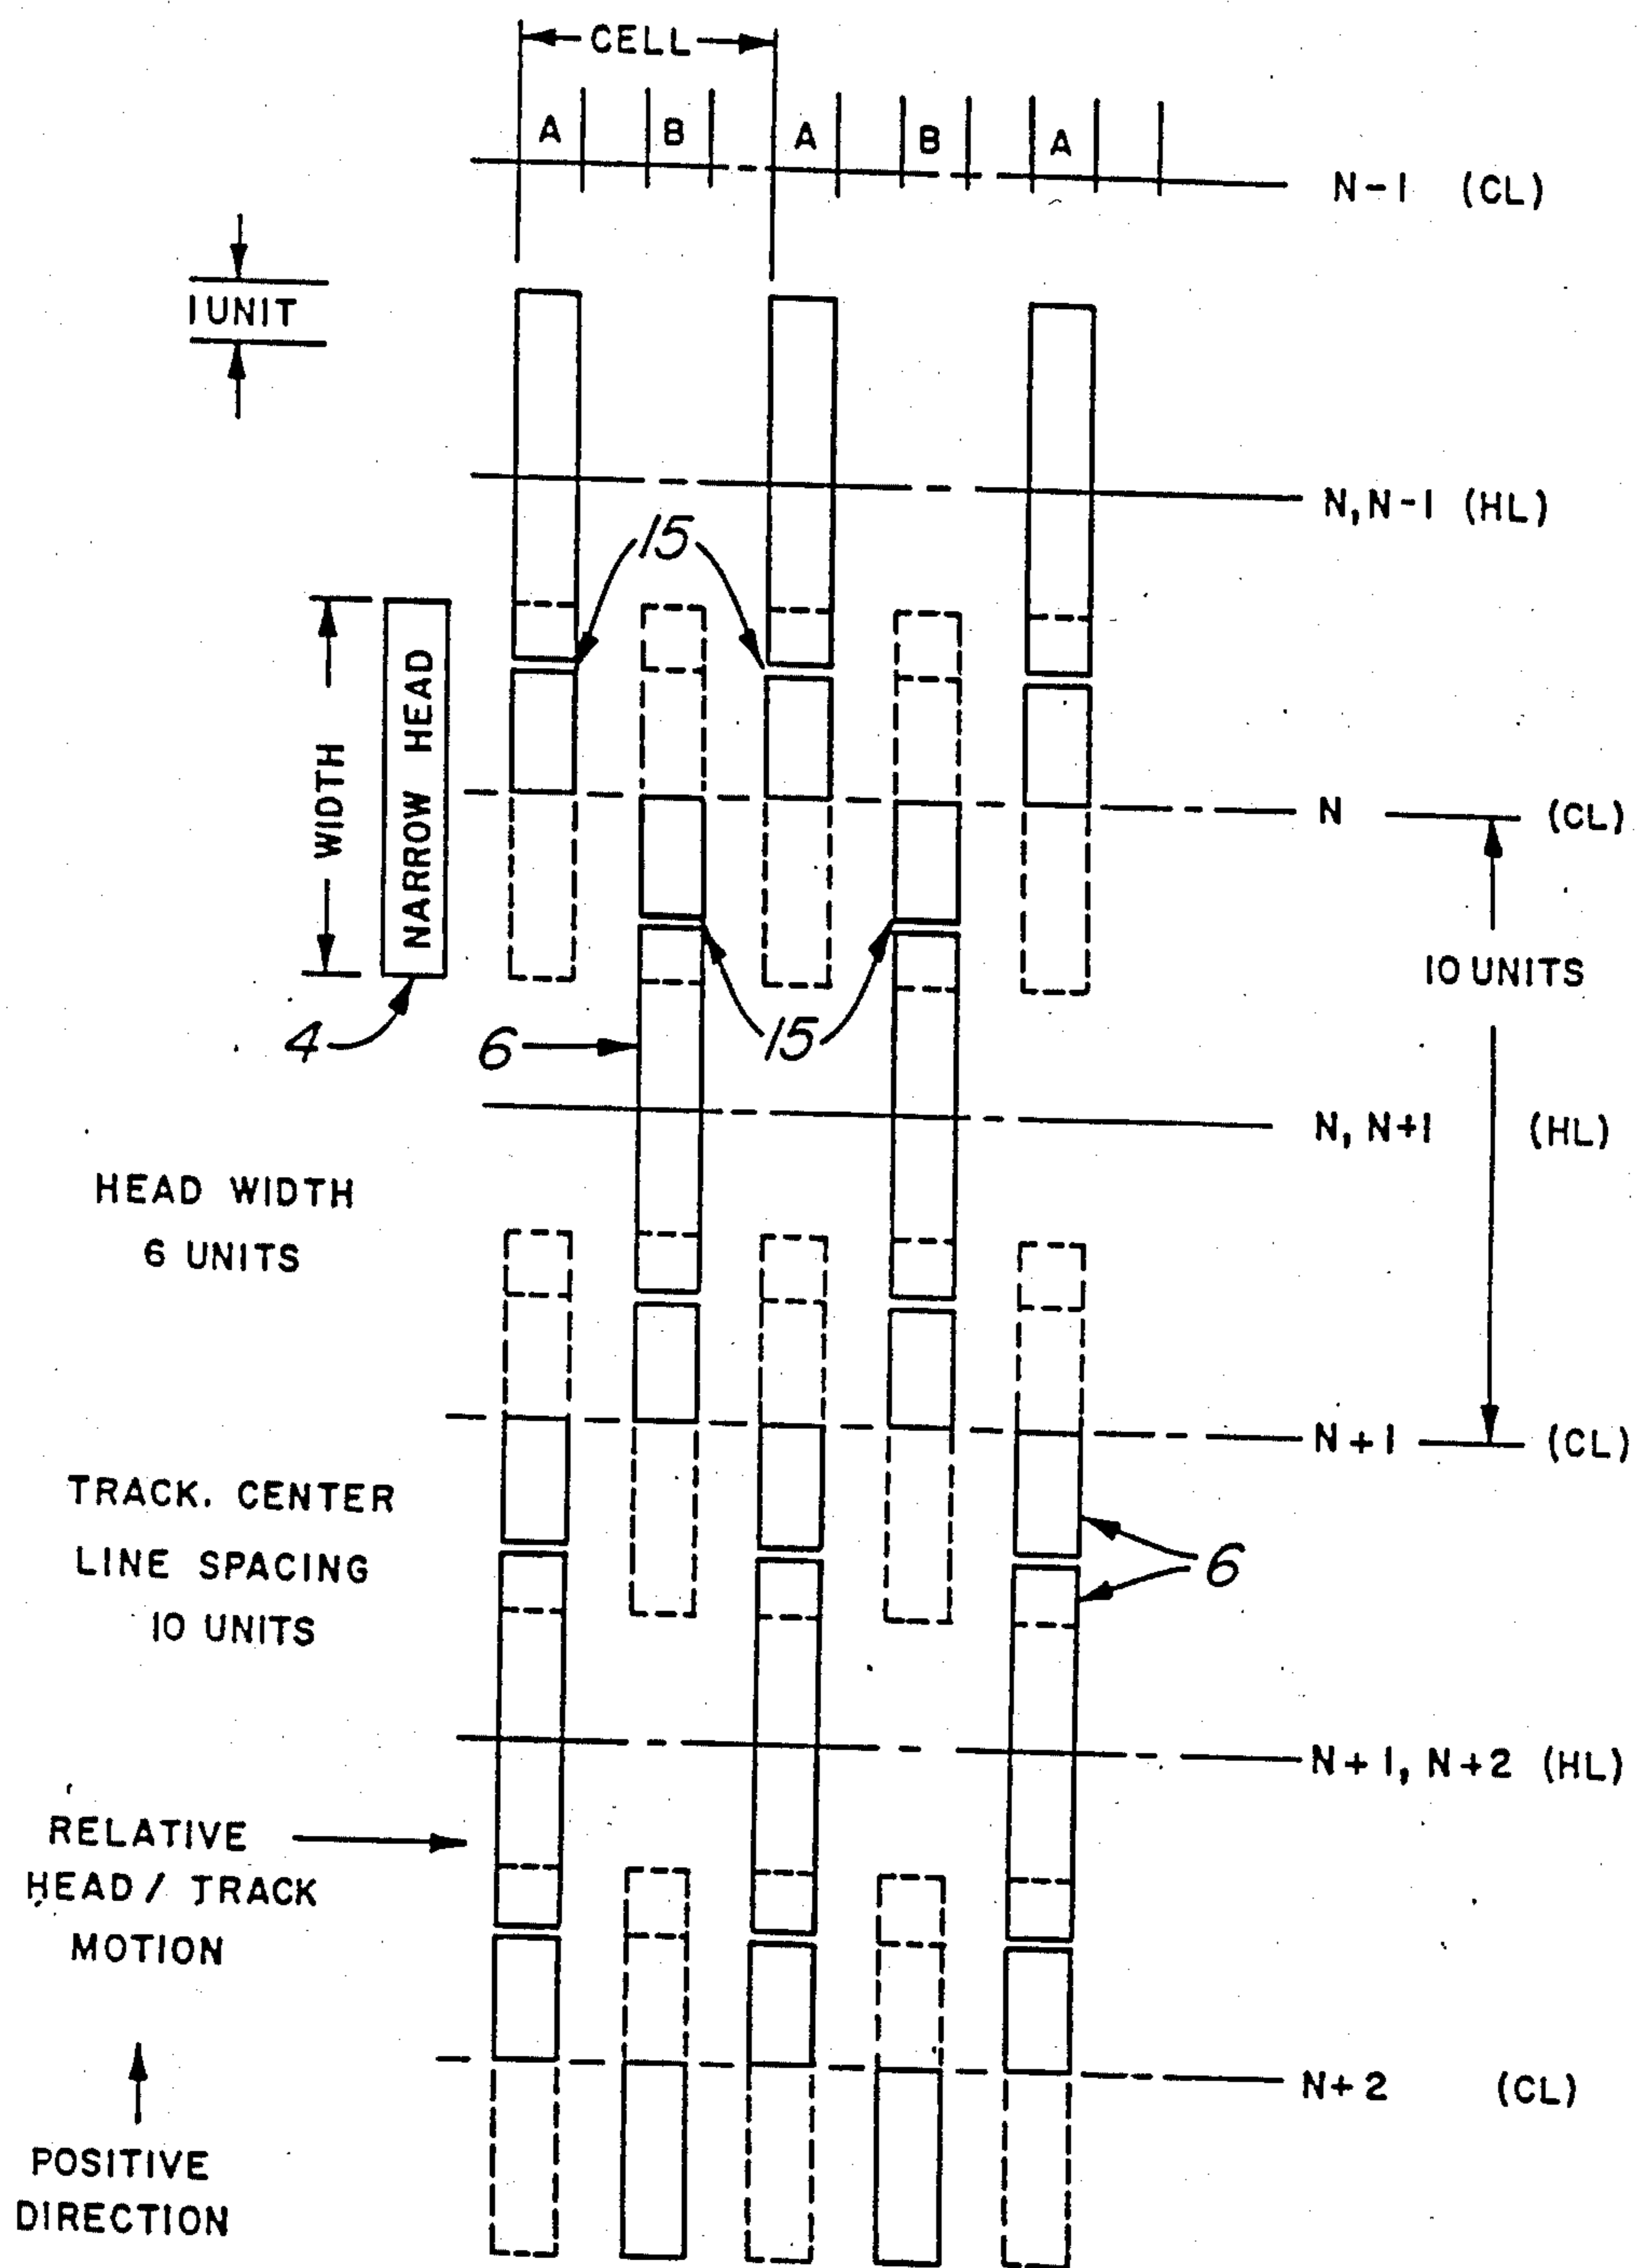 CELL
A B A B A
N-1 (CL)
1 UNIT
N, N-1 (HL)
15
WIDTH
NARROW HEAD
N (CL)
10 UNITS
4
6
15
N, N+1 (HL)
HEAD WIDTH
6 UNITS
N+1 (CL)
TRACK. CENTER
LINE SPACING
10 UNITS
6
N+1, N+2 (HL)
RELATIVE
HEAD / TRACK
MOTION
N+2 (CL)
POSITIVE
DIRECTION